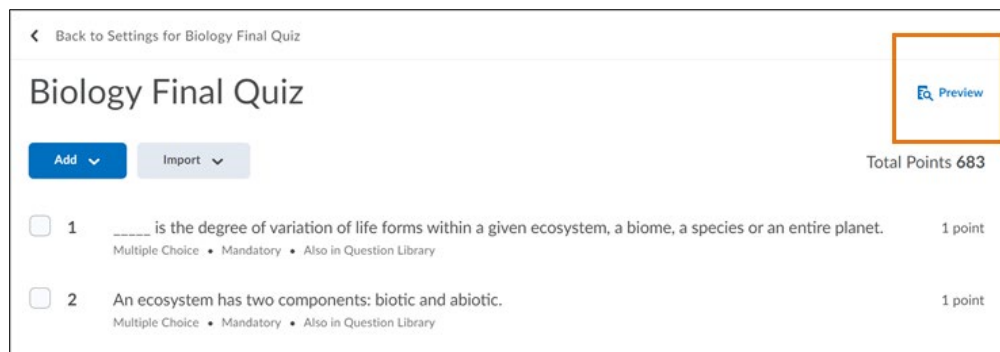 Back to Settings for Biology Final Quiz
Biology Final Quiz
Preview
Add
Import
Total Points 683
1 _____ is the degree of variation of life forms within a given ecosystem, a biome, a species or an entire planet. 1 point
Multiple Choice • Mandatory • Also in Question Library
2 An ecosystem has two components: biotic and abiotic. 1 point
Multiple Choice • Mandatory • Also in Question Library